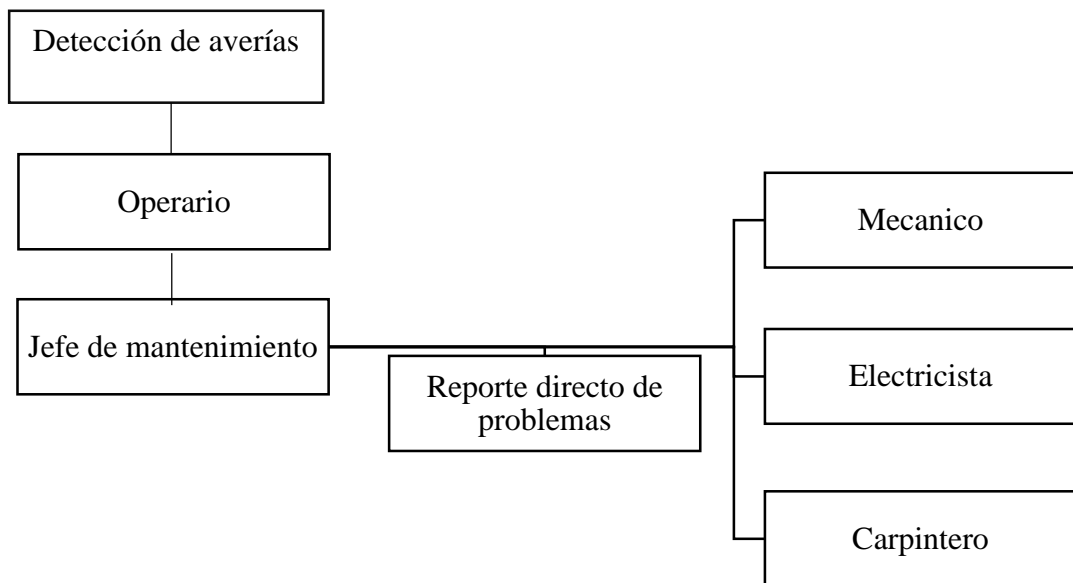 Detección de averías
Operario
Jefe de mantenimiento
Reporte directo de
problemas
Mecanico
Electricista
Carpintero